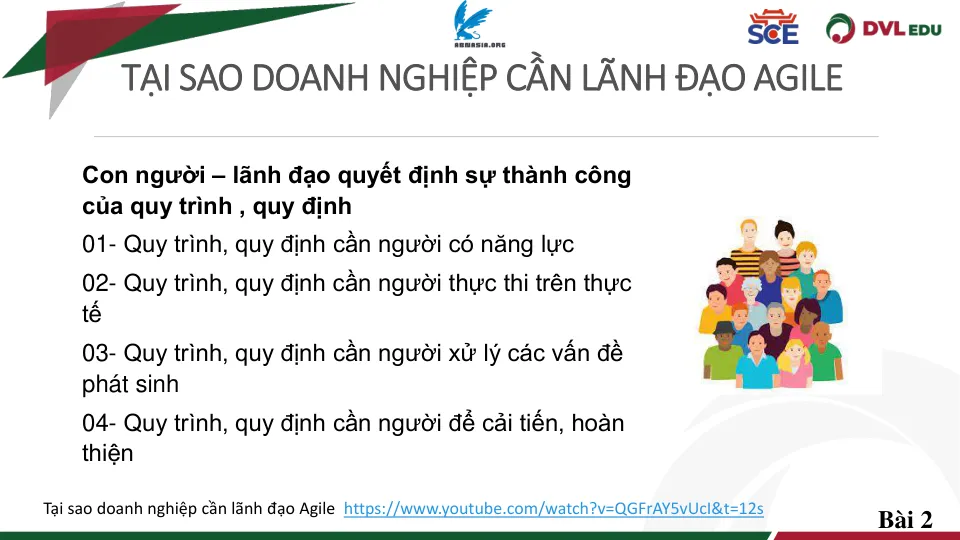 AHMASIA.ORG
SCE
DVL EDU
TẠI SAO DOANH NGHIỆP CẦN LÃNH ĐẠO AGILE
Con người – lãnh đạo quyết định sự thành công
của quy trình , quy định
01- Quy trình, quy định cần người có năng lực
02- Quy trình, quy định cần người thực thi trên thực
tế
03- Quy trình, quy định cần người xử lý các vấn đề
phát sinh
04- Quy trình, quy định cần người để cải tiến, hoàn
thiện
Tại sao doanh nghiệp cần lãnh đạo Agile https://www.youtube.com/watch?v=QGFrAY5vUcI&t=12s
Bài 2